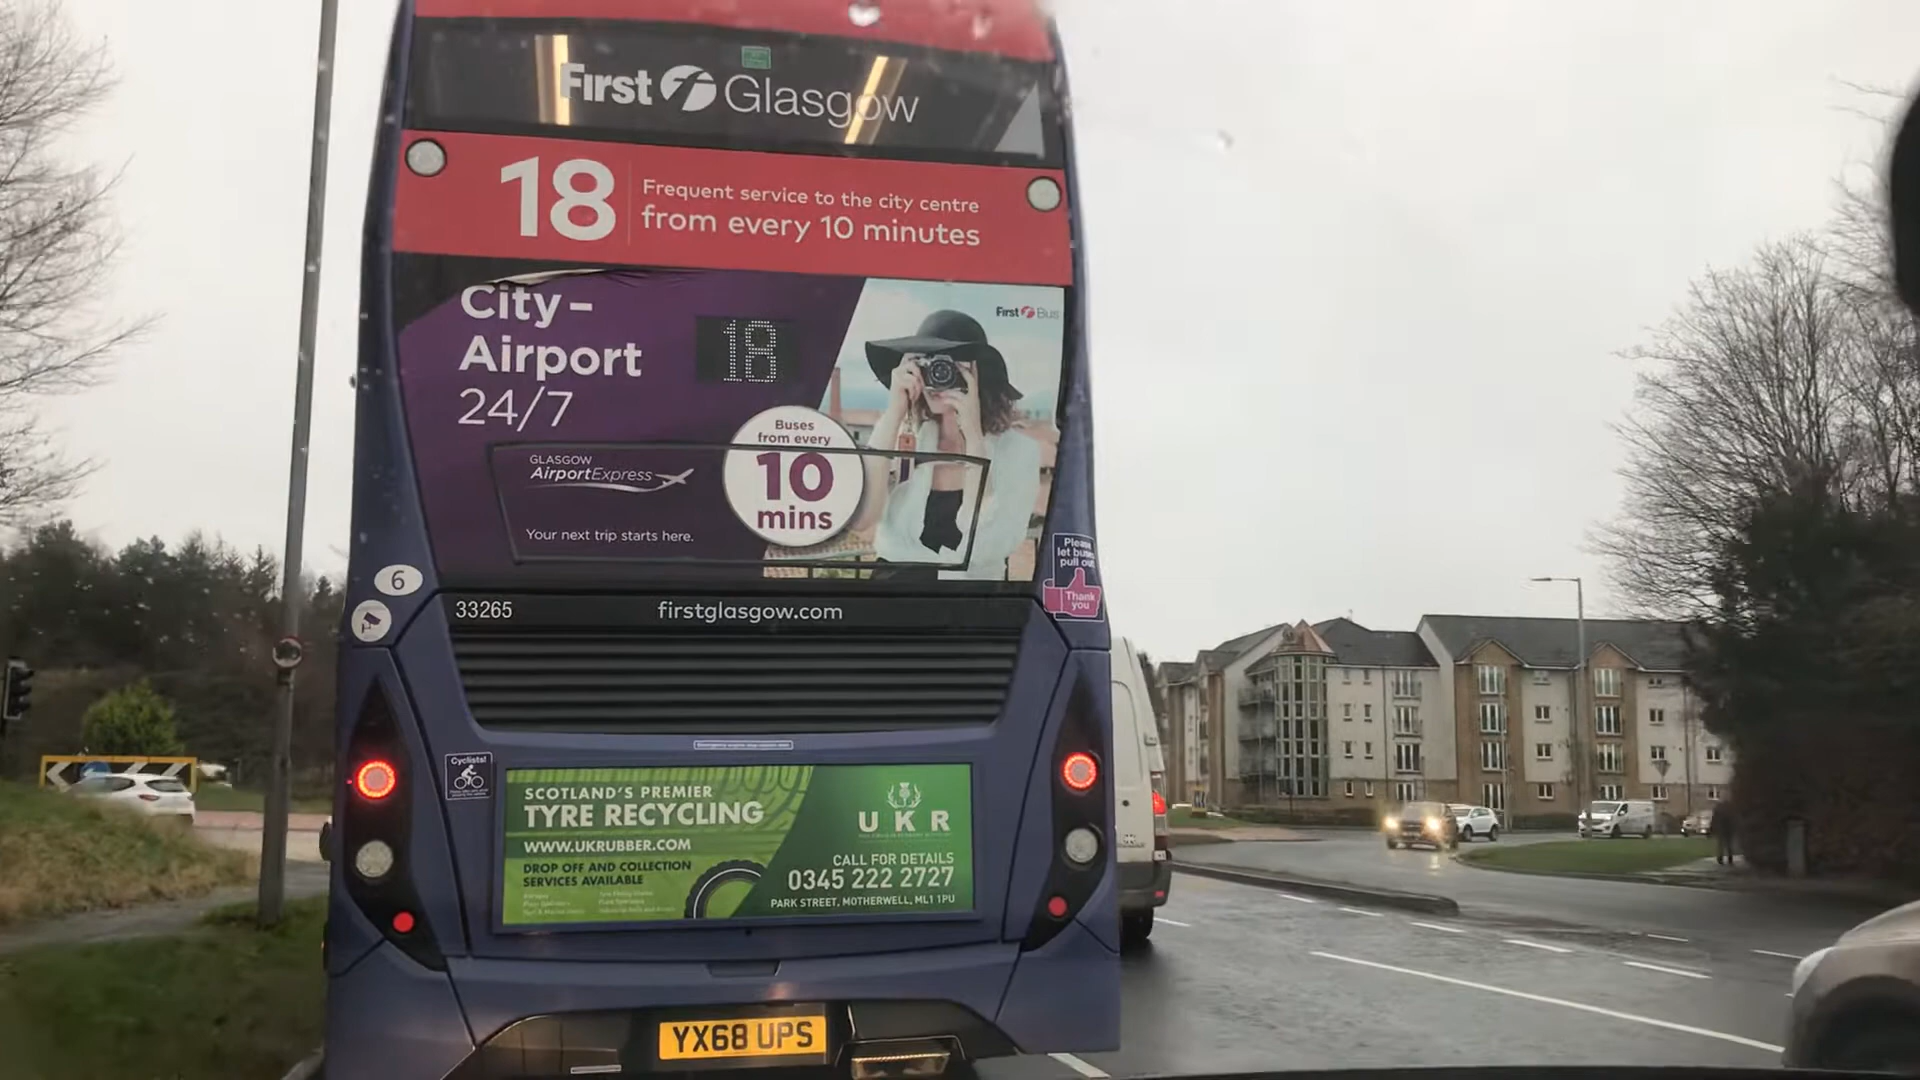 First Glasgow
18
Frequent service to the city centre
from every 10 minutes
City-
Airport
24/7
18
First Bus
Buses
from every
10
mins
GLASGOW
AirportExpress
Your next trip starts here.
Please
let buses
pull out
Thank
you
6
33265
firstglasgow.com
Cyclists!
SCOTLAND'S PREMIER
TYRE RECYCLING
WWW.UKRUBBER.COM
DROP OFF AND COLLECTION
SERVICES AVAILABLE
UKR
CALL FOR DETAILS
0345 222 2727
PARK STREET, MOTHERWELL, ML1 1PU
YX68 UPS